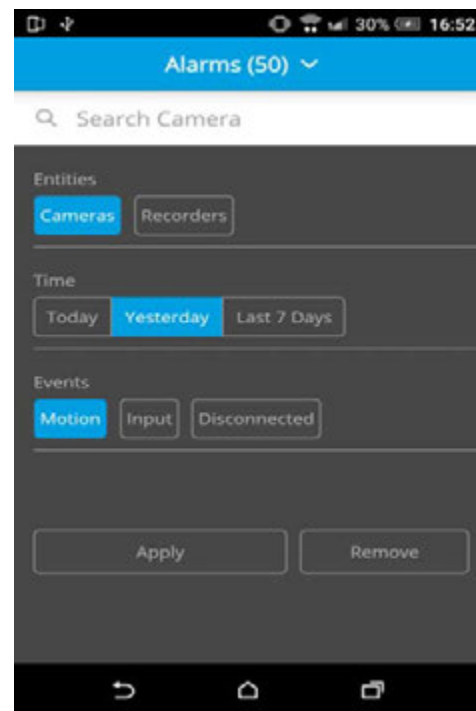 30% 16:52
Alarms (50)
Search Camera
Entities
Cameras Recorders
Time
Today Yesterday Last 7 Days
Events
Motion Input Disconnected
Apply Remove